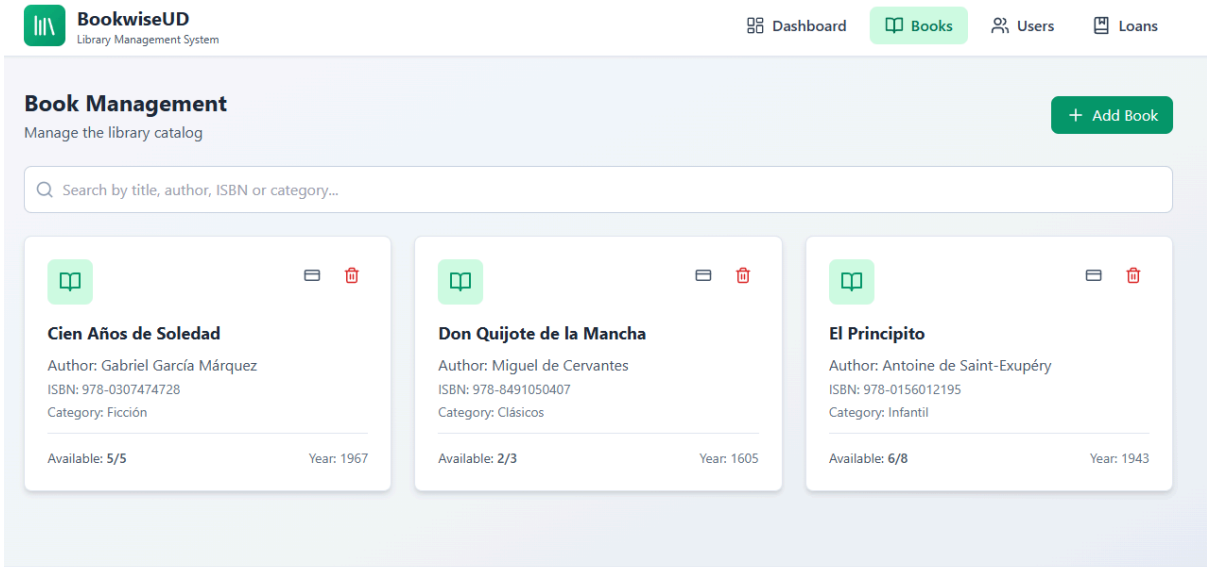 BookwiseUD
Library Management System
Dashboard
Books
Users
Loans
Book Management
Manage the library catalog
+ Add Book
Search by title, author, ISBN or category...
Cien Años de Soledad
Author: Gabriel García Márquez
ISBN: 978-0307474728
Category: Ficción
Available: 5/5
Year: 1967
Don Quijote de la Mancha
Author: Miguel de Cervantes
ISBN: 978-8491050407
Category: Clásicos
Available: 2/3
Year: 1605
El Principito
Author: Antoine de Saint-Exupéry
ISBN: 978-0156012195
Category: Infantil
Available: 6/8
Year: 1943